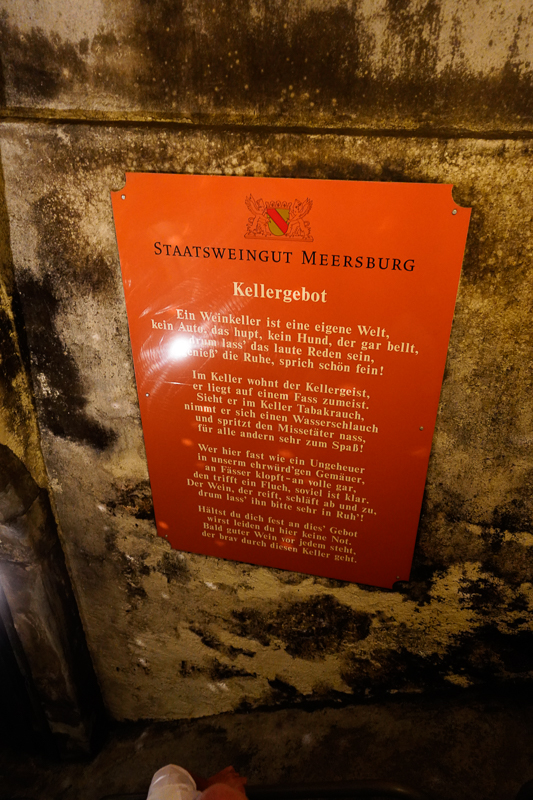 STAATSWEINGUT MEERSBURG
Kellergebot
Ein Weinkeller ist eine eigene Welt,
kein Auto, das hupt, kein Hund, der gar bellt,
drum lass' das laute Reden sein,
genieß' die Ruhe, sprich schön fein!
Im Keller wohnt der Kellergeist,
er liegt auf einem Fass zumeist.
Sieht er im Keller Tabakrauch,
nimmt er sich einen Wasserschlauch
und spritzt den Missetäter nass,
für alle andern sehr zum Spaß!
Wer hier fast wie ein Ungeheuer
in unserm ehrwürd'gen Gemäuer,
an Fässer klopft-an volle gar,
den trifft ein Fluch, soviel ist klar.
Der Wein, der reift, schläft ab und zu,
drum lass' ihn bitte sehr in Ruh'!
Hältst du dich fest an dies' Gebot
wirst leiden du hier keine Not.
Bald guter Wein vor jedem steht,
der brav durch diesen Keller geht.